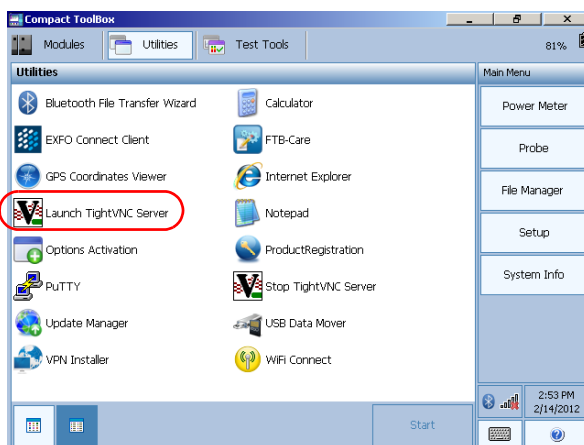 Compact ToolBox
Modules Utilities Test Tools 81%
Utilities
Bluetooth File Transfer Wizard Calculator
EXFO Connect Client FTB-Care
GPS Coordinates Viewer Internet Explorer
Launch TightVNC Server Notepad
Options Activation ProductRegistration
PuTTY Stop TightVNC Server
Update Manager USB Data Mover
VPN Installer WiFi Connect
Start
Main Menu
Power Meter
Probe
File Manager
Setup
System Info
2:53 PM
2/14/2012